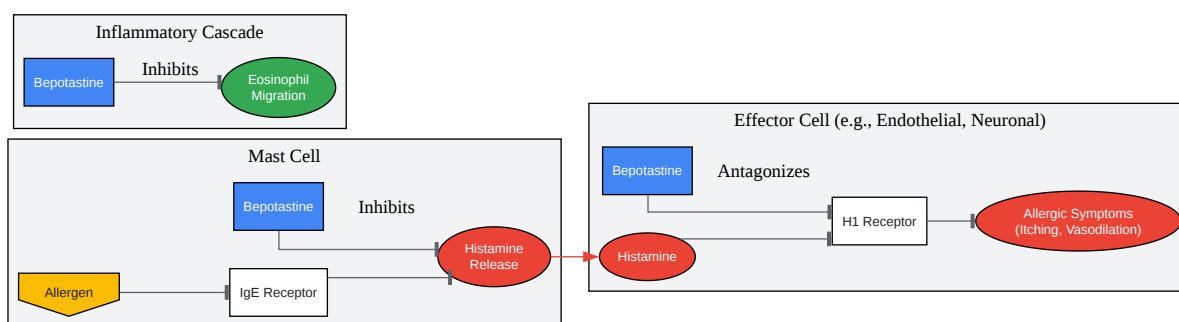 Inflammatory Cascade
Bepotastine
Inhibits
Eosinophil
Migration
Mast Cell
Bepotastine
Inhibits
Histamine
Release
Allergen
IgE Receptor
Effector Cell (e.g., Endothelial, Neuronal)
Bepotastine
Antagonizes
H1 Receptor
Allergic Symptoms
(Itching, Vasodilation)
Histamine